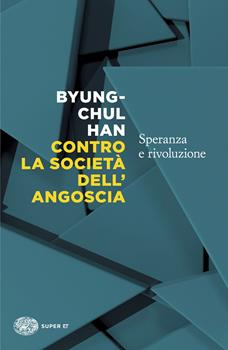 BYUNG-
CHUL
HAN
CONTRO
LA SOCIETÀ
DELL'
ANGOSCIA
Speranza
e rivoluzione
SUPER ET